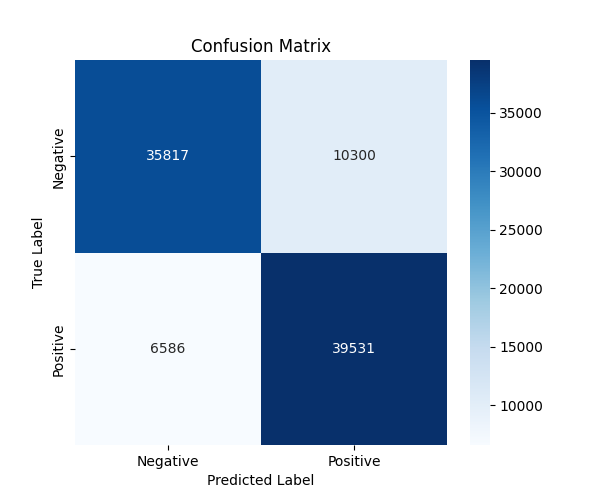 Confusion Matrix
True Label
Negative
Positive
35817
10300
6586
39531
Negative
Positive
Predicted Label
35000
30000
25000
20000
15000
10000